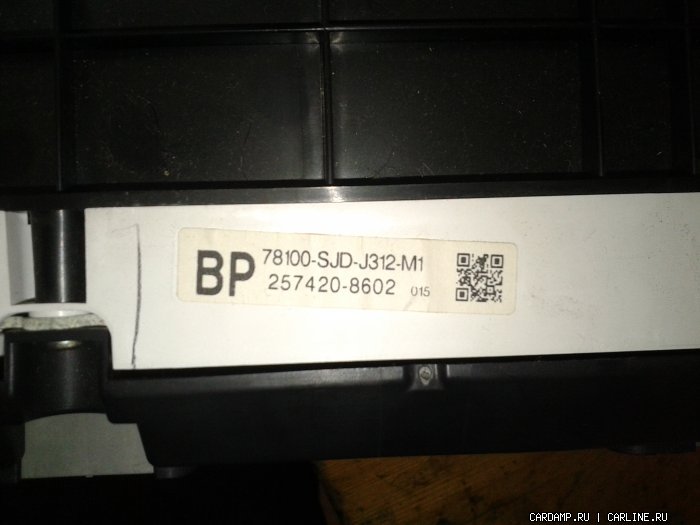 BP 78100-SJD-J312-M1
257420-8602 015
CARDAMP.RU | CARLINE.RU